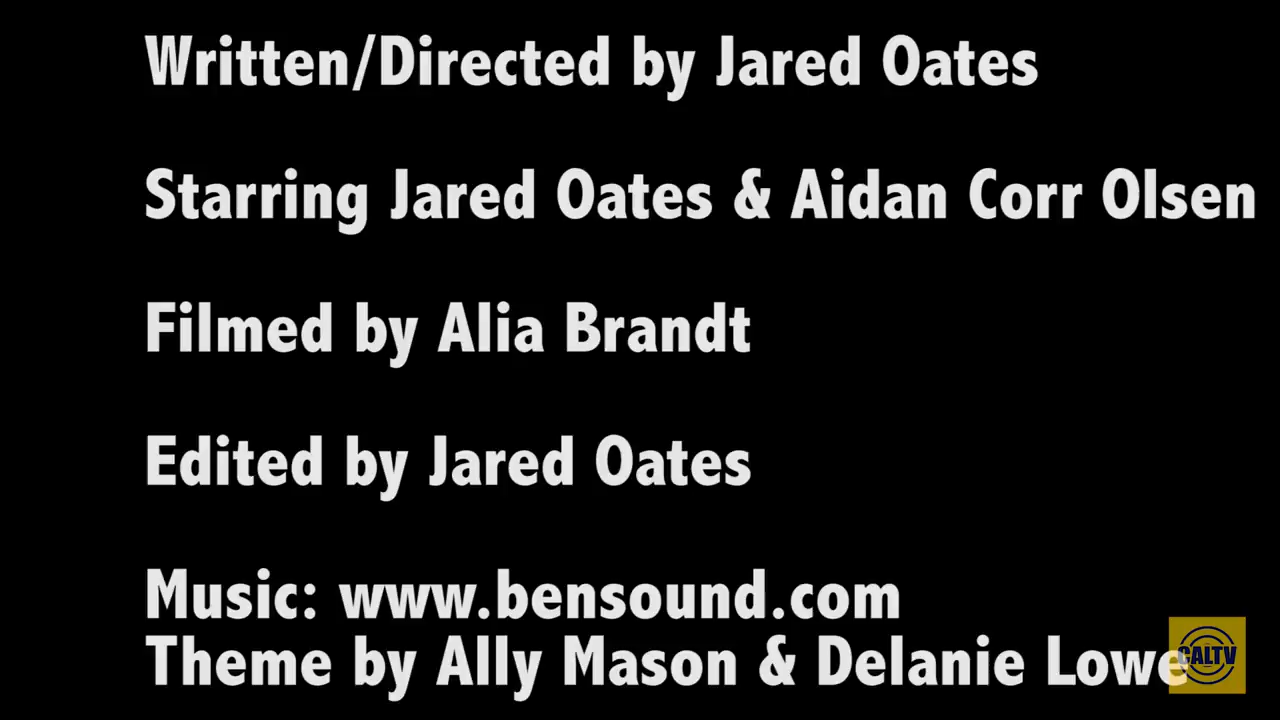 Written/Directed by Jared Oates
Starring Jared Oates & Aidan Corr Olsen
Filmed by Alia Brandt
Edited by Jared Oates
Music: www.bensound.com
Theme by Ally Mason & Delanie Lowe
CALTV